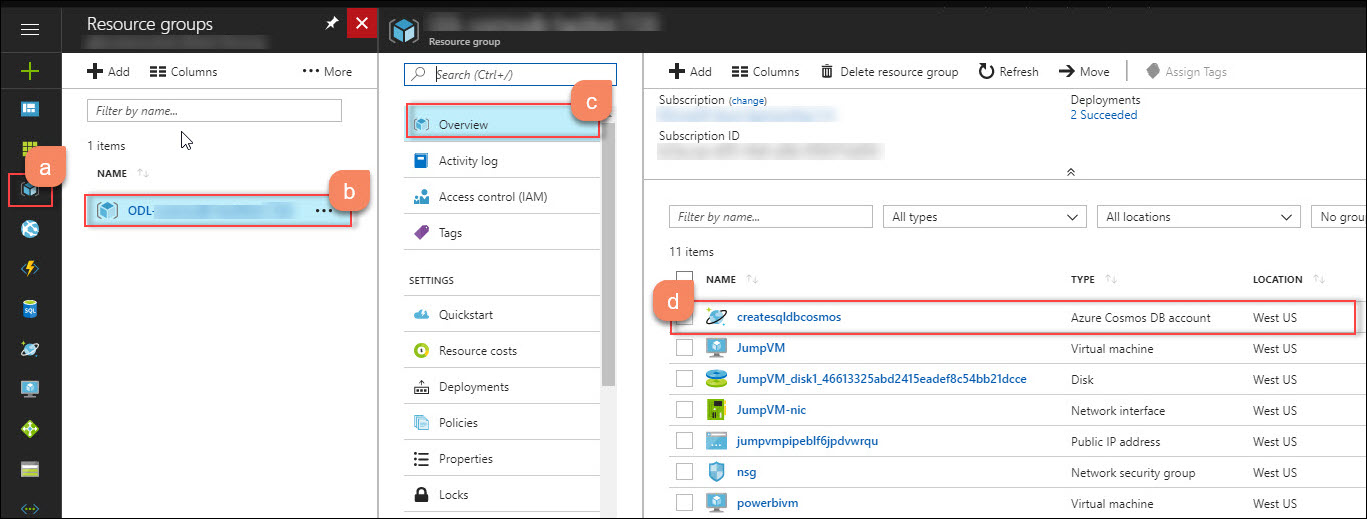 Resource groups
Add
Columns
More
Filter by name...
1 items
NAME
a
b
ODL-
Resource group
Search (Ctrl+/)
c
Overview
Activity log
Access control (IAM)
Tags
SETTINGS
Quickstart
Resource costs
Deployments
Policies
Properties
Locks
SQL
Add
Columns
Delete resource group
Refresh
Move
Assign Tags
Subscription (change)
Deployments
2 Succeeded
Subscription ID
Filter by name...
All types
All locations
No grou
11 items
NAME TYPE LOCATION
d
createsqldbcosmos Azure Cosmos DB account West US
JumpVM Virtual machine West US
JumpVM_disk1_46613325abd2415eadef8c54bb21dcce Disk West US
JumpVM-nic Network interface West US
jumpvmpipeblf6jpdvwrqu Public IP address West US
nsg Network security group West US
powerbivm Virtual machine West US